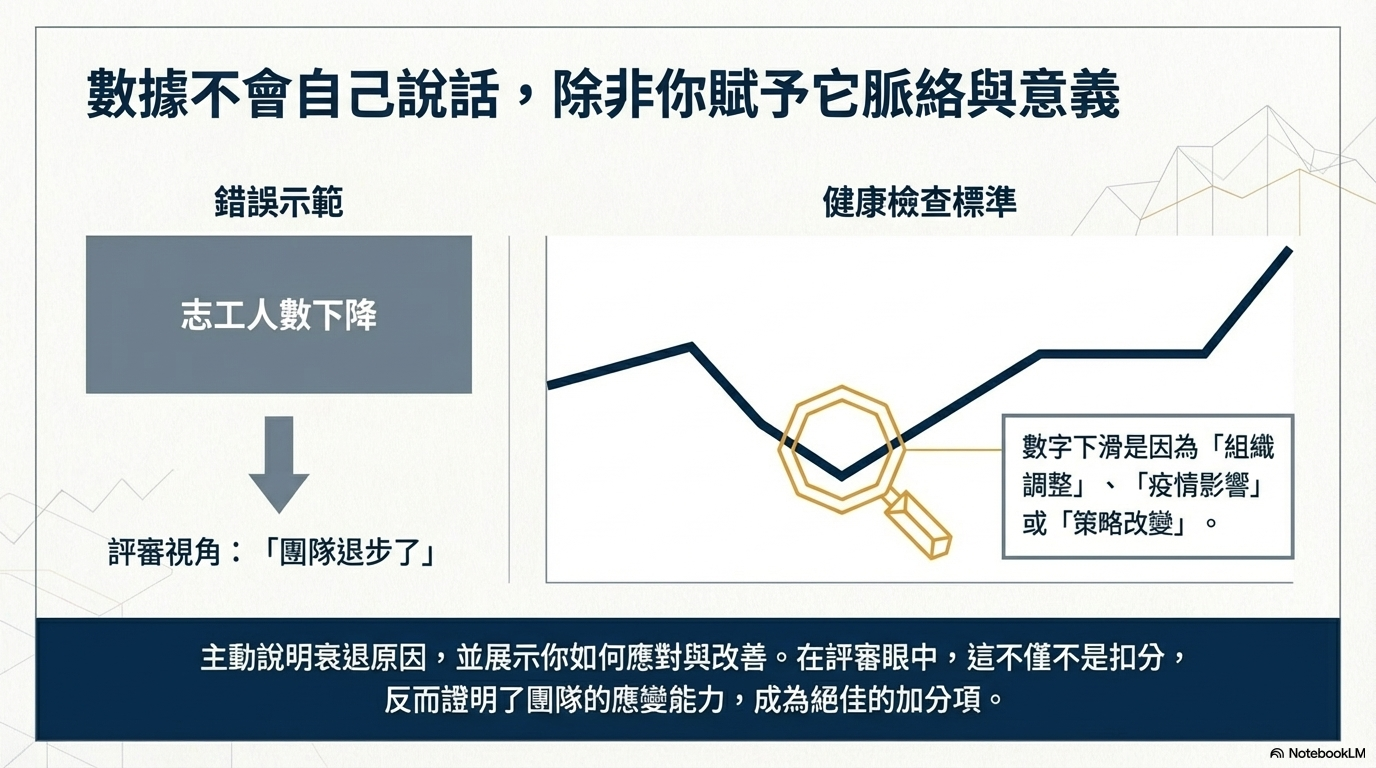 數據不會自己說話，除非你賦予它脈絡與意義
錯誤示範
志工人數下降
評審視角：「團隊退步了」
健康檢查標準
數字下滑是因為「組織
調整」、「疫情影響」
或「策略改變」。
主動說明衰退原因，並展示你如何應對與改善。在評審眼中，這不僅不是扣分，
反而證明了團隊的應變能力，成為絕佳的加分項。
NotebookLM